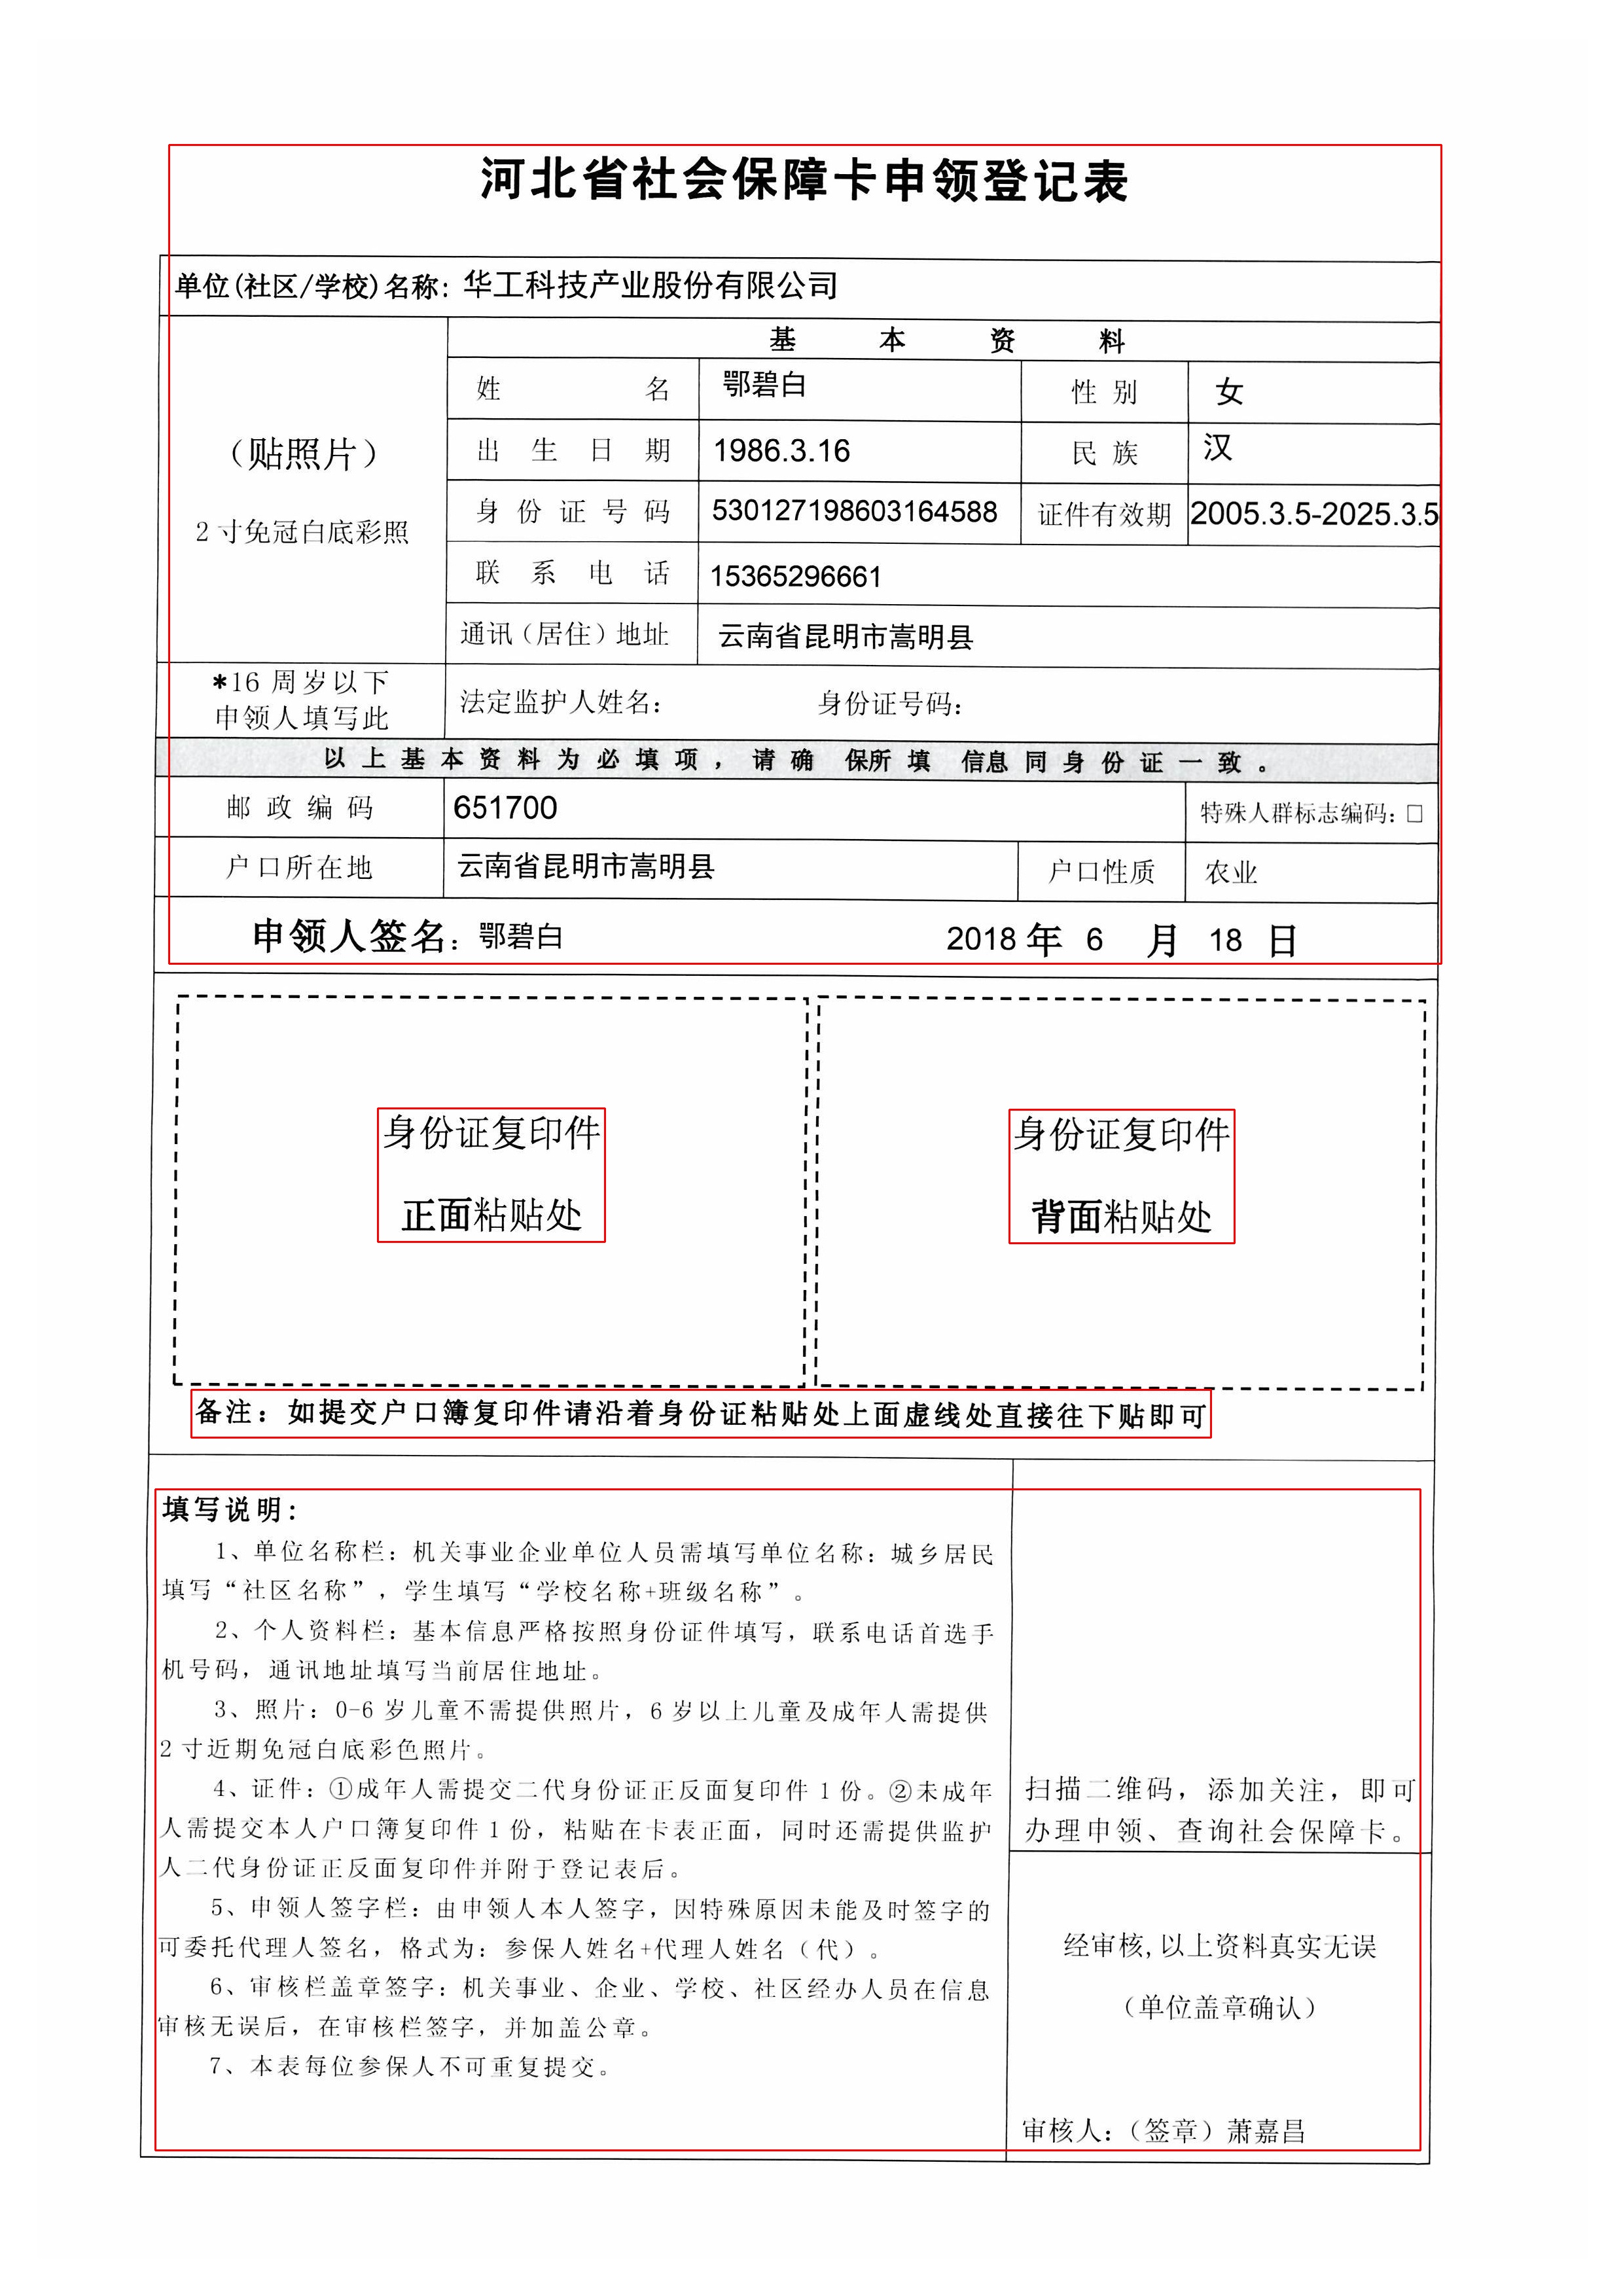 河北省社会保障卡申领登记表
单位(社区/学校)名称: 华工科技产业股份有限公司
基 本 资 料
(贴照片)
2寸免冠白底彩照
姓 名 鄂碧白 性 别 女
出 生 日 期 1986.3.16 民 族 汉
身 份 证 号 码 530127198603164588 证件有效期 2005.3.5-2025.3.5
联 系 电 话 15365296661
通讯(居住)地址 云南省昆明市嵩明县
*16 周岁以下
申领人填写此
法定监护人姓名: 身份证号码:
以上基本资料为必填项，请确保所填信息同身份证一致。
邮 政 编 码 651700 特殊人群标志编码:□
户口所在地 云南省昆明市嵩明县 户口性质 农业
申领人签名: 鄂碧白 2018 年 6 月 18 日
身份证复印件
正面粘贴处
身份证复印件
背面粘贴处
备注: 如提交户口簿复印件请沿着身份证粘贴处上面虚线处直接往下贴即可
填写说明:
1、单位名称栏: 机关事业企业单位人员需填写单位名称: 城乡居民
填写“社区名称”, 学生填写“学校名称+班级名称”。
2、个人资料栏: 基本信息严格按照身份证件填写, 联系电话首选手
机号码, 通讯地址填写当前居住地址。
3、照片: 0-6 岁儿童不需提供照片, 6 岁以上儿童及成年人需提供
2 寸近期免冠白底彩色照片。
4、证件: ①成年人需提交二代身份证正反面复印件 1 份。②未成年
人需提交本人户口簿复印件 1 份, 粘贴在卡表正面, 同时还需提供监护
人二代身份证正反面复印件并附于登记表后。
5、申领人签字栏: 由申领人本人签字, 因特殊原因未能及时签字的
可委托代理人签名, 格式为: 参保人姓名+代理人姓名(代)。
6、审核栏盖章签字: 机关事业、企业、学校、社区经办人员在信息
审核无误后, 在审核栏签字, 并加盖公章。
7、本表每位参保人不可重复提交。
扫描二维码, 添加关注, 即可
办理申领、查询社会保障卡。
经审核,以上资料真实无误
(单位盖章确认)
审核人:(签章)萧嘉昌